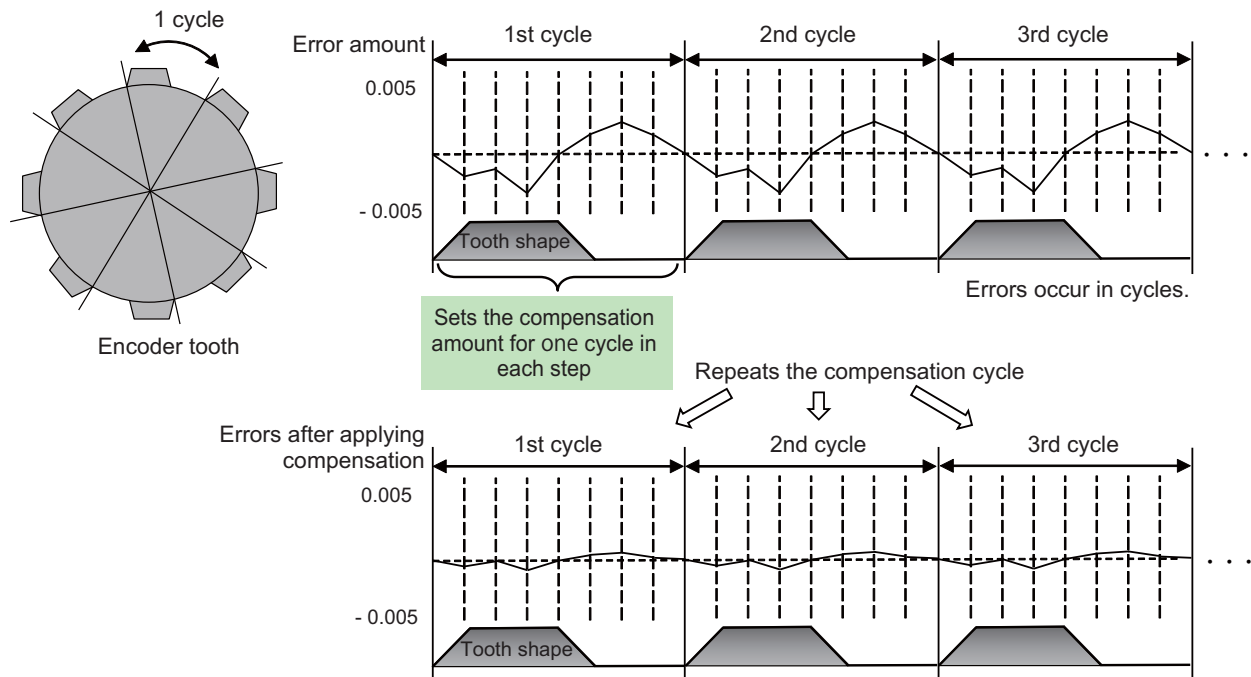 1 cycle
Encoder tooth
Error amount
1st cycle
2nd cycle
3rd cycle
0.005
- 0.005
. . .
Tooth shape
Errors occur in cycles.
Sets the compensation
amount for one cycle in
each step
Repeats the compensation cycle
Errors after applying
compensation
1st cycle
2nd cycle
3rd cycle
0.005
- 0.005
. . .
Tooth shape